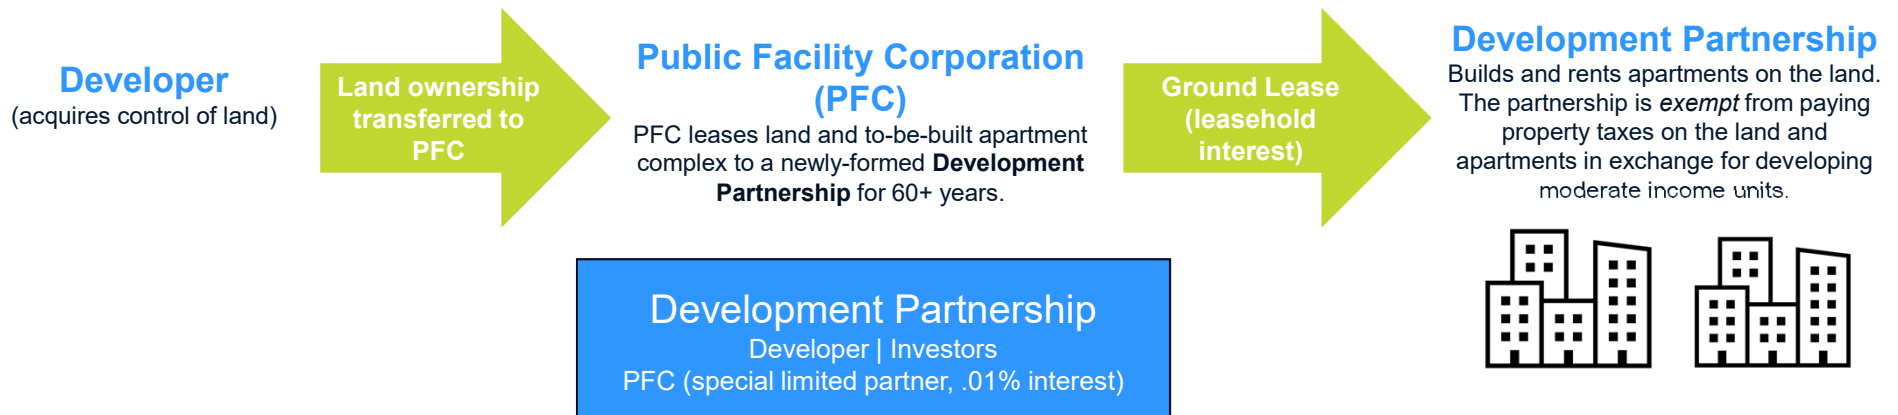 Developer
(acquires control of land)
Land ownership
transferred to
PFC
Public Facility Corporation
(PFC)
PFC leases land and to-be-built apartment
complex to a newly-formed Development
Partnership for 60+ years.
Ground Lease
(leasehold
interest)
Development Partnership
Builds and rents apartments on the land.
The partnership is exempt from paying
property taxes on the land and
apartments in exchange for developing
moderate income units.
Development Partnership
Developer | Investors
PFC (special limited partner, .01% interest)